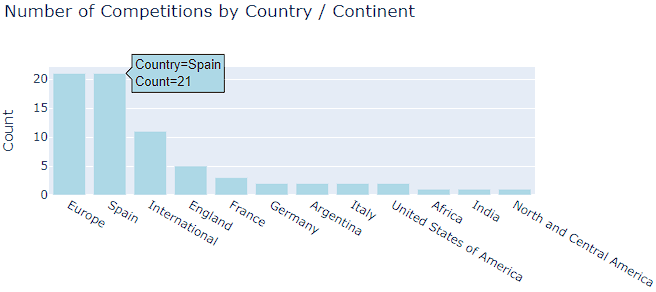 Number of Competitions by Country / Continent
Country=Spain
Count=21
20
15
10
5
0
Count
Europe
Spain
International
England
France
Germany
Argentina
Italy
United States of America
Africa
India
North and Central America